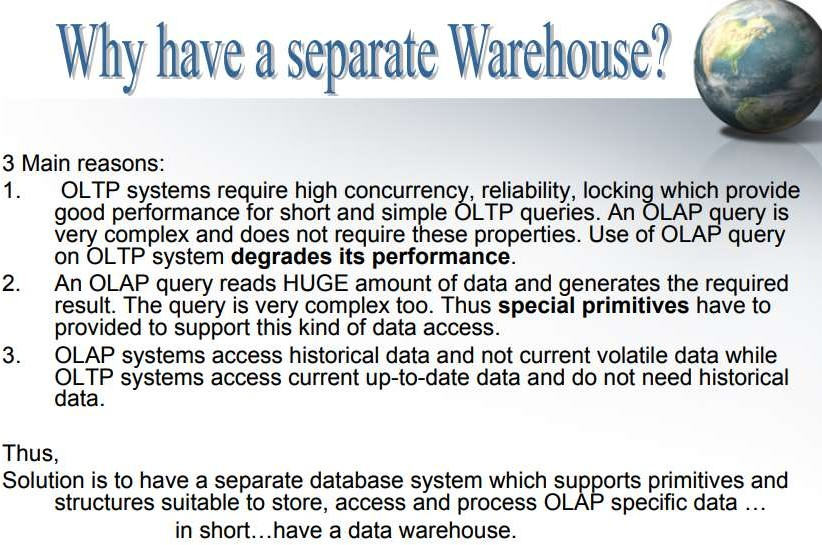 Why have a separate Warehouse?
3 Main reasons:
1. OLTP systems require high concurrency, reliability, locking which provide
good performance for short and simple OLTP queries. An OLAP query is
very complex and does not require these properties. Use of OLAP query
on OLTP system degrades its performance.
2. An OLAP query reads HUGE amount of data and generates the required
result. The query is very complex too. Thus special primitives have to
provided to support this kind of data access.
3. OLAP systems access historical data and not current volatile data while
OLTP systems access current up-to-date data and do not need historical
data.
Thus,
Solution is to have a separate database system which supports primitives and
structures suitable to store, access and process OLAP specific data …
in short…have a data warehouse.